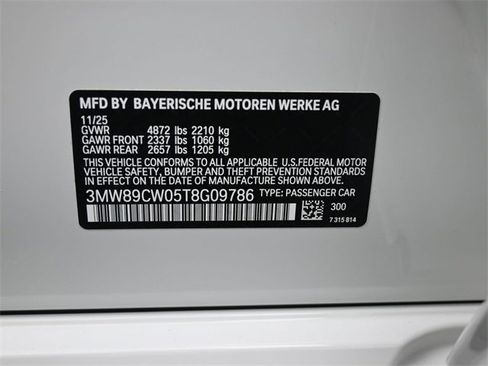 MFD BY BAYERISCHE MOTOREN WERKE AG
11/25
GVWR 4872 lbs 2210 kg
GAWR FRONT 2337 lbs 1060 kg
GAWR REAR 2657 lbs 1205 kg
THIS VEHICLE CONFORMS TO ALL APPLICABLE U.S.FEDERAL MOTOR
VEHICLE SAFETY, BUMPER AND THEFT PREVENTION STANDARDS
IN EFFECT ON THE DATE OF MANUFACTURE SHOWN ABOVE.
3MW89CW05T8G09786 TYPE: PASSENGER CAR
300
7 315 814